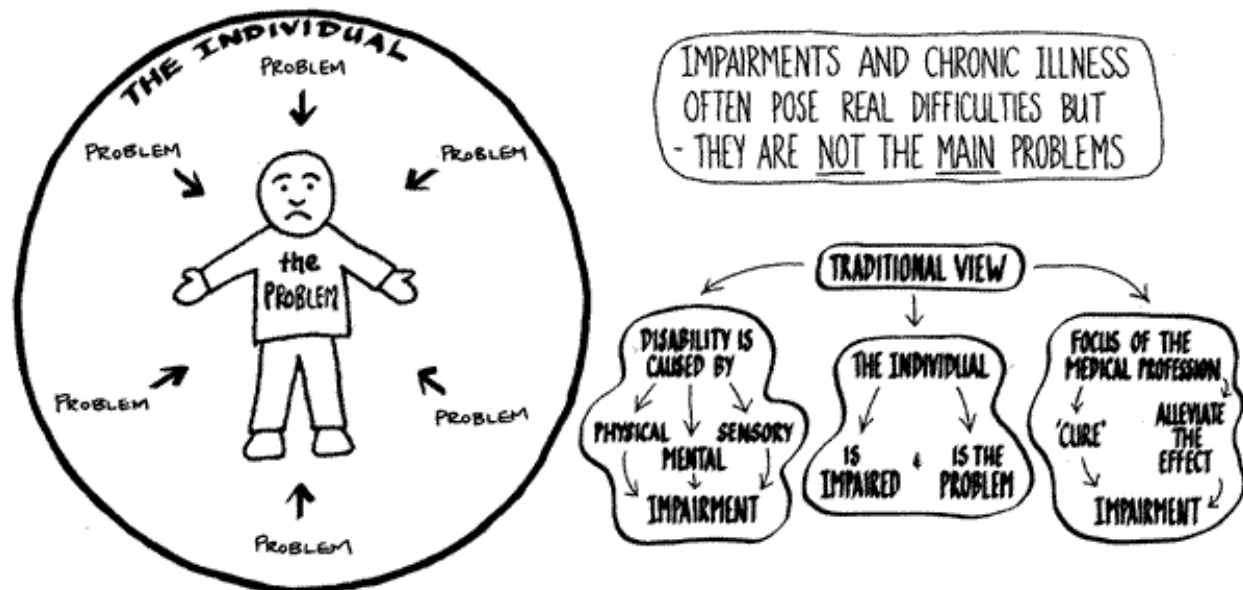 THE INDIVIDUAL
PROBLEM
PROBLEM
PROBLEM
the
PROBLEM
PROBLEM
PROBLEM
PROBLEM
IMPAIRMENTS AND CHRONIC ILLNESS
OFTEN POSE REAL DIFFICULTIES BUT
- THEY ARE NOT THE MAIN PROBLEMS
TRADITIONAL VIEW
DISABILITY IS
CAUSED BY
PHYSICAL
SENSORY
MENTAL
IMPAIRMENT
THE INDIVIDUAL
IS
IMPAIRED
&
IS THE
PROBLEM
FOCUS OF THE
MEDICAL PROFESSION
'CURE'
ALLEVIATE
THE
EFFECT
IMPAIRMENT